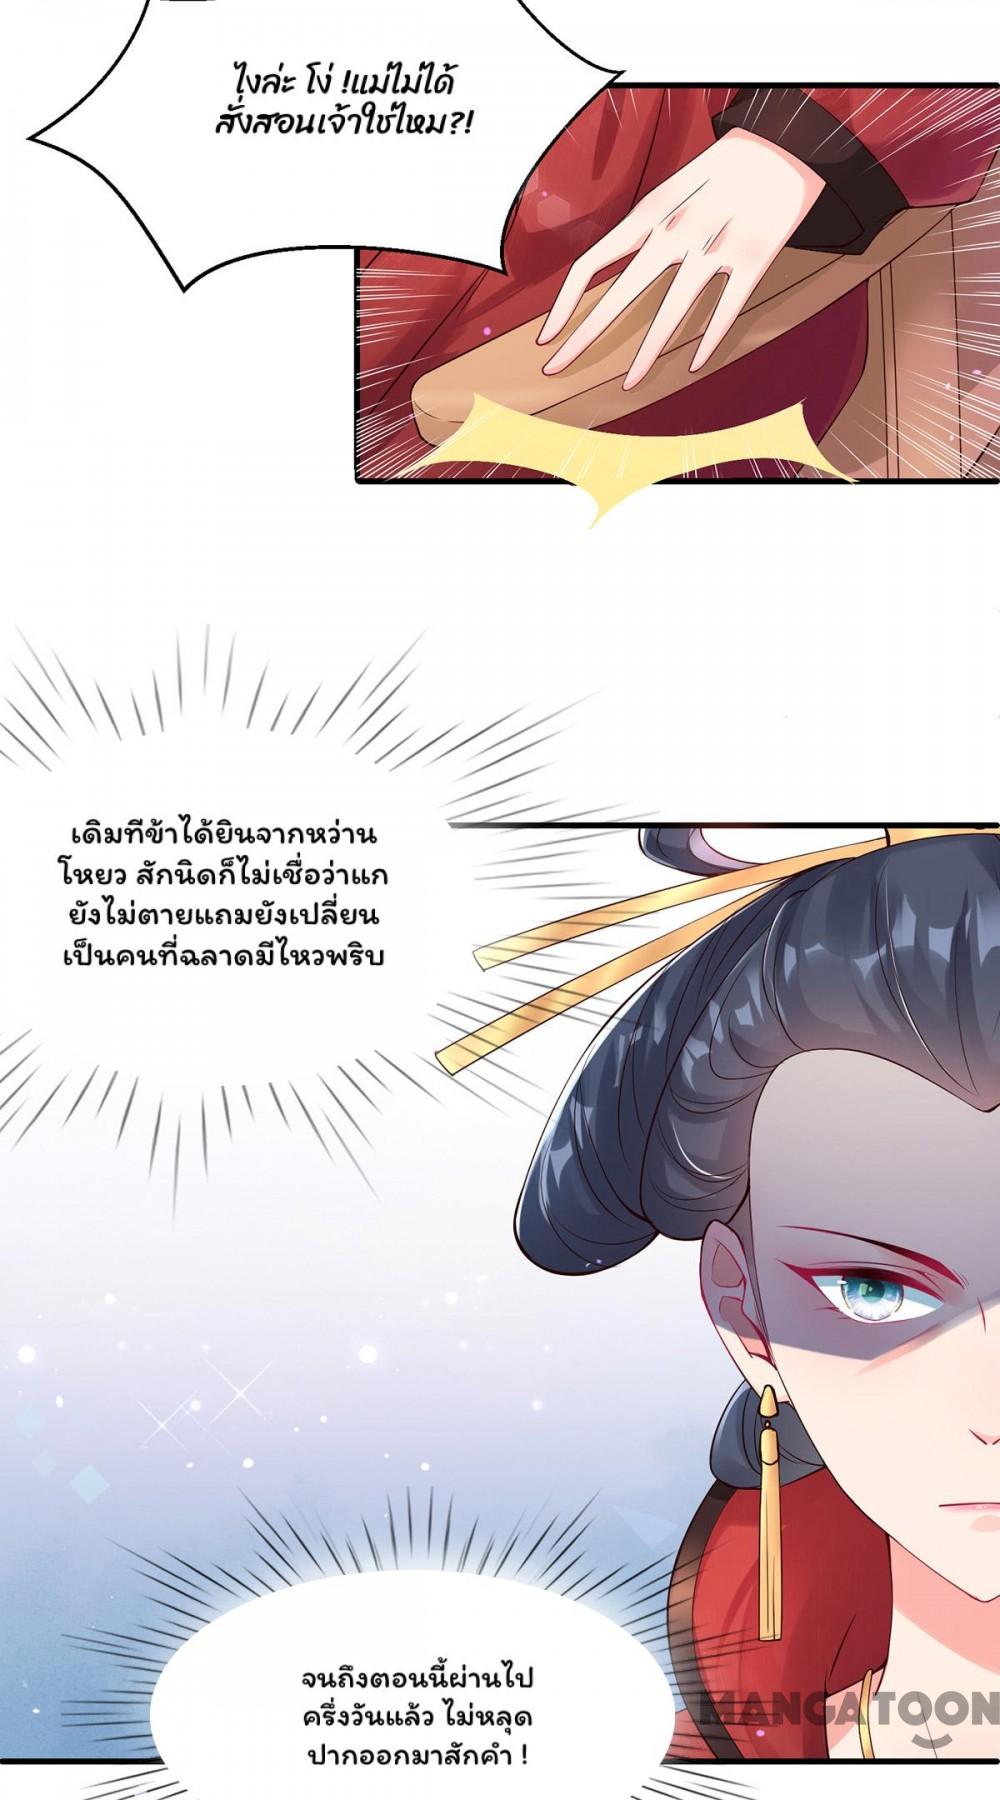 ไงล่ะ โง่ !แม่ไม่ได้
สั่งสอนเจ้าใช่ไหม?!
เดิมทีข้าได้ยินจากหว่าน
โหยว สักนิดก็ไม่เชื่อว่าแก
ยังไม่ตายแถมยังเปลี่ยน
เป็นคนที่ฉลาดมีไหวพริบ
จนถึงตอนนี้ผ่านไป
ครึ่งวันแล้ว ไม่หลุด
ปากออกมาสักคำ !
MANGATOON